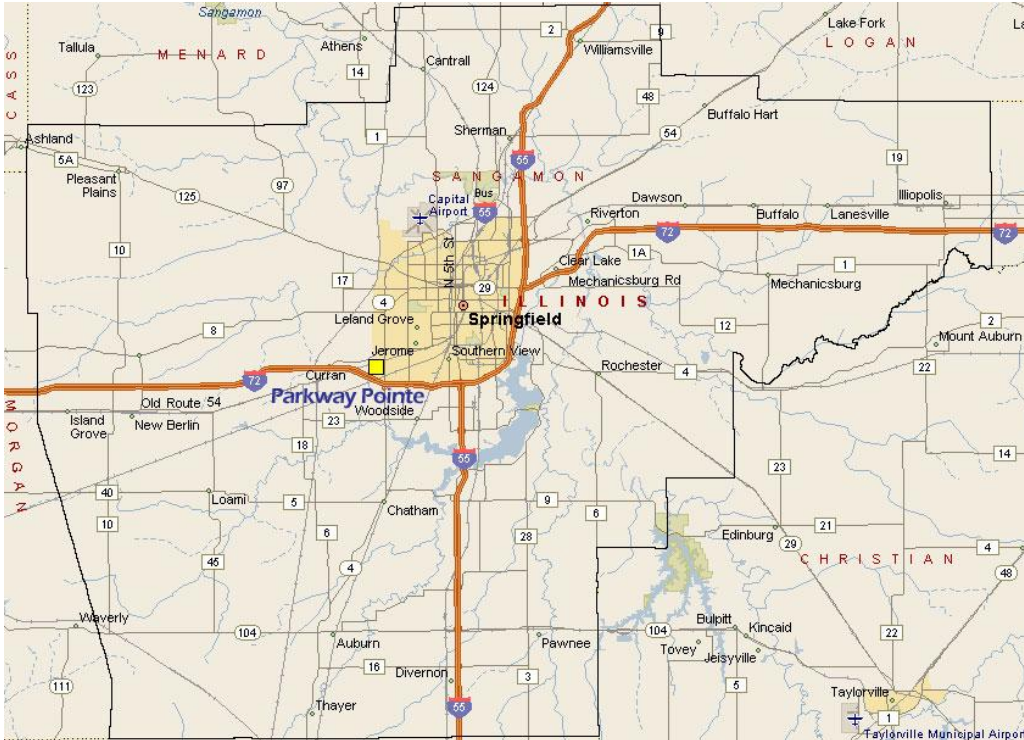 Sangamon
2
9
Lake Fork
Tallula
MENARD
Athens
Williamsville
LOGAN
CASS
Cantrall
14
123
124
48
Buffalo Hart
1
Sherman
54
Ashland
5A
55
19
Pleasant
Plains
125
97
SANGAMON
Bus
55
Capital
Airport
Dawson
Illiopolis
Riverton
Buffalo
Lanesville
72
72
10
N 5th St
1A
Clear Lake
1
17
29
Mechanicsburg Rd
Mechanicsburg
4
ILLINOIS
Leland Grove
Springfield
12
2
8
Mount Auburn
Jerome
Southern View
Rochester
4
22
72
Curran
Parkway Pointe
Old Route 54
Woodside
Island
Grove
New Berlin
23
MORGAN
18
55
14
23
40
Loami
5
Chatham
9
10
6
21
6
28
Edinburg
29
45
4
CHRISTIAN
4
48
Waverly
104
Auburn
Pawnee
104
Bulpitt
Kincaid
22
Tovey
Jeisyville
16
Divernon
3
5
111
Thayer
55
Taylorville
1
Taylorville Municipal Airpor